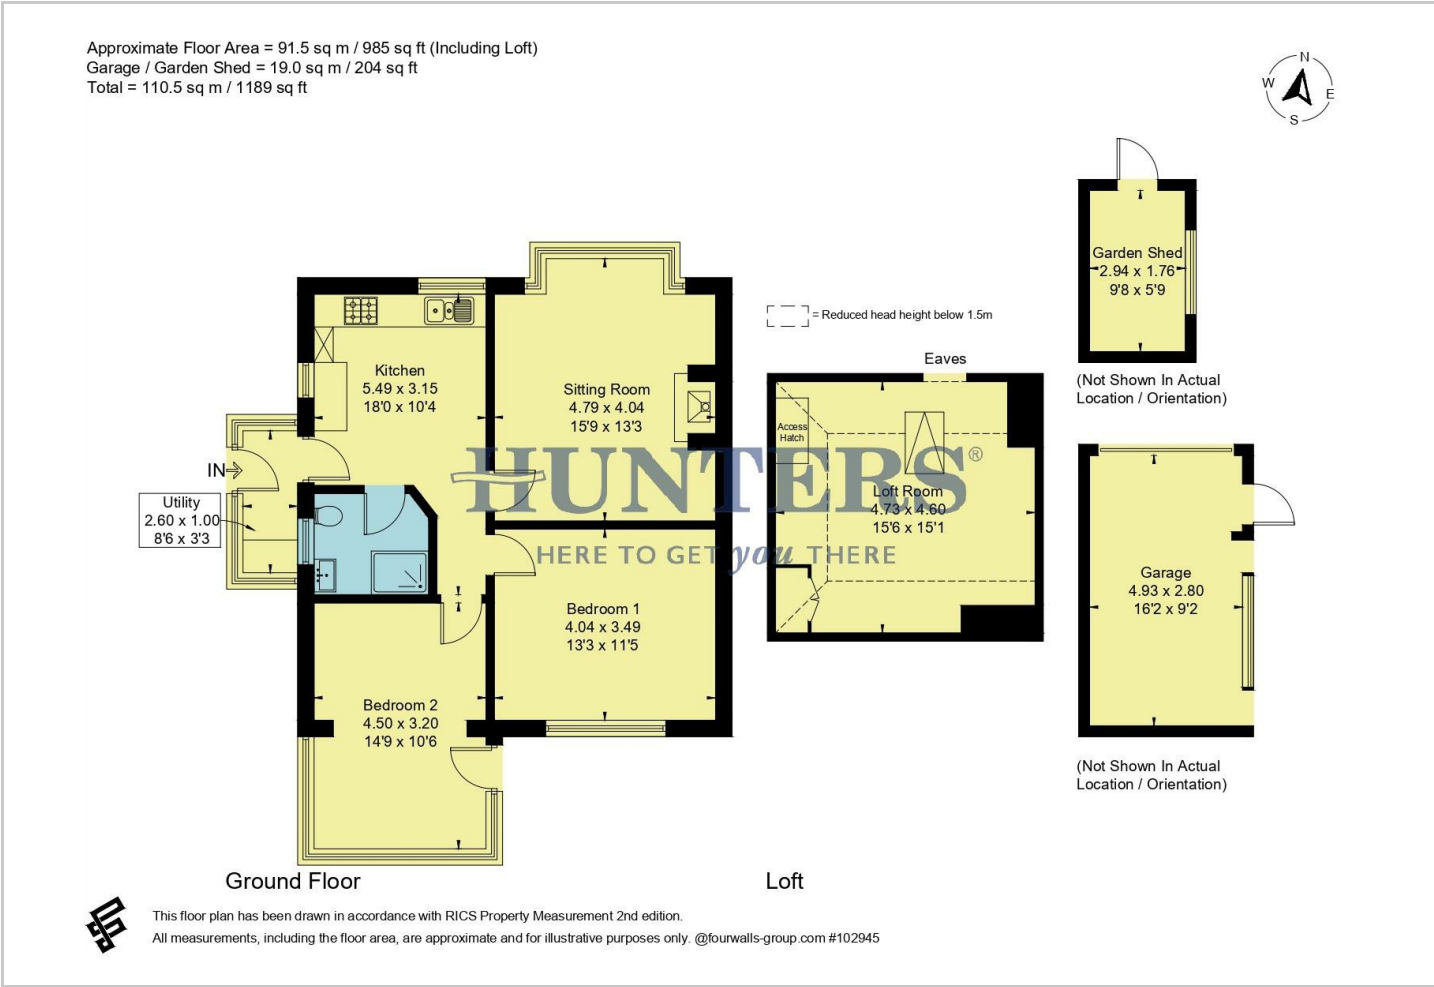 Approximate Floor Area = 91.5 sq m / 985 sq ft (Including Loft)
Garage / Garden Shed = 19.0 sq m / 204 sq ft
Total = 110.5 sq m / 1189 sq ft
N
W
E
S
Garden Shed
2.94 x 1.76
9'8 x 5'9
(Not Shown In Actual
Location / Orientation)
= Reduced head height below 1.5m
Eaves
Kitchen
5.49 x 3.15
18'0 x 10'4
Sitting Room
4.79 x 4.04
15'9 x 13'3
Access
Hatch
IN
HUNTERS®
HERE TO GET you THERE
Utility
2.60 x 1.00
8'6 x 3'3
Loft Room
4.73 x 4.60
15'6 x 15'1
Garage
4.93 x 2.80
16'2 x 9'2
Bedroom 1
4.04 x 3.49
13'3 x 11'5
Bedroom 2
4.50 x 3.20
14'9 x 10'6
(Not Shown In Actual
Location / Orientation)
Ground Floor
Loft
This floor plan has been drawn in accordance with RICS Property Measurement 2nd edition.
All measurements, including the floor area, are approximate and for illustrative purposes only. @fourwalls-group.com #102945